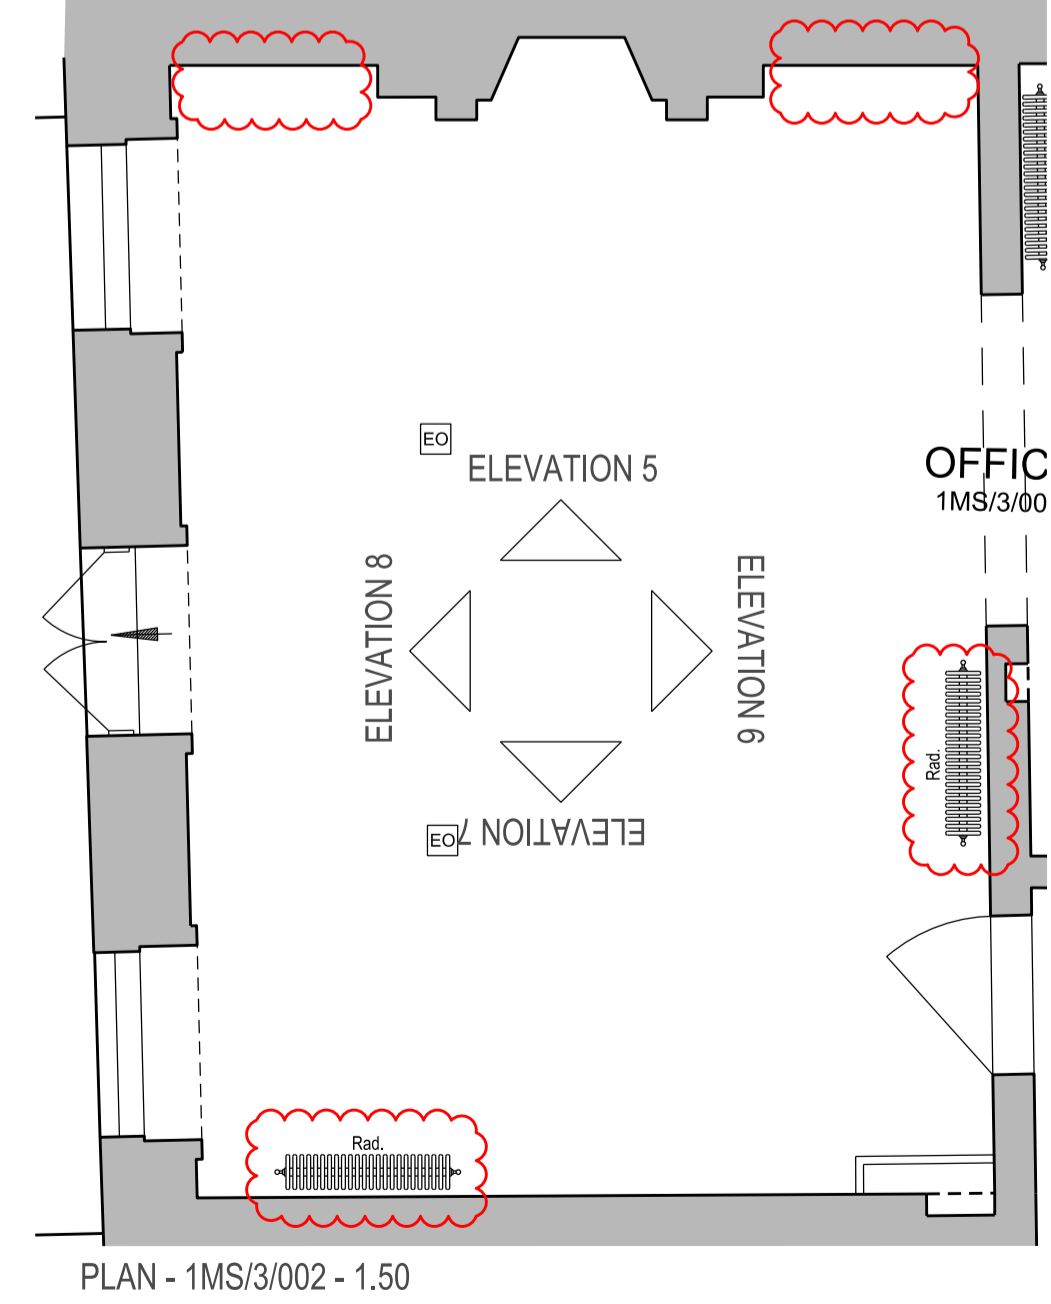 EO
ELEVATION 5
OFFIC
1MS/3/00
ELEVATION 8
ELEVATION 6
Rad.
EO
ELEVATION 7
Rad.
PLAN - 1MS/3/002 - 1.50